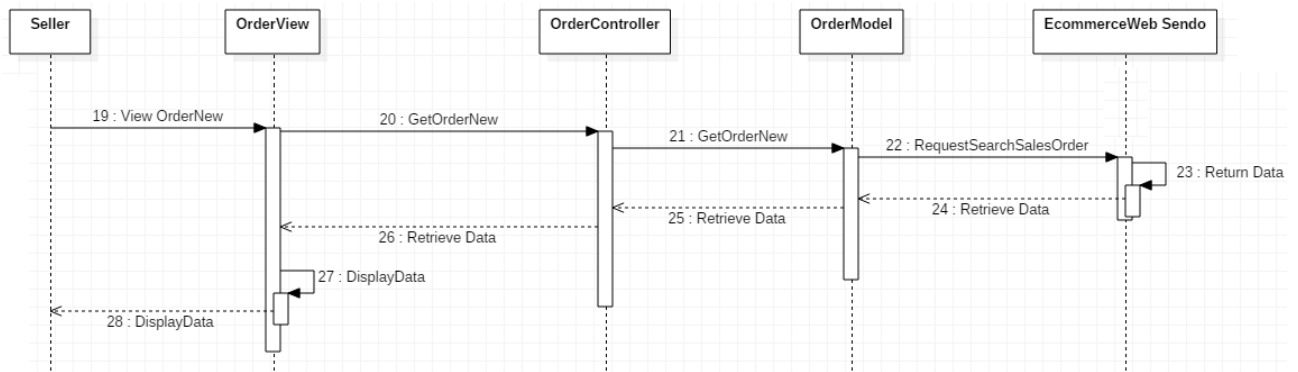 Seller
OrderView
OrderController
OrderModel
EcommerceWeb Sendo
19 : View OrderNew
20 : GetOrderNew
21 : GetOrderNew
22 : RequestSearchSalesOrder
23 : Return Data
24 : Retrieve Data
25 : Retrieve Data
26 : Retrieve Data
27 : DisplayData
28 : DisplayData